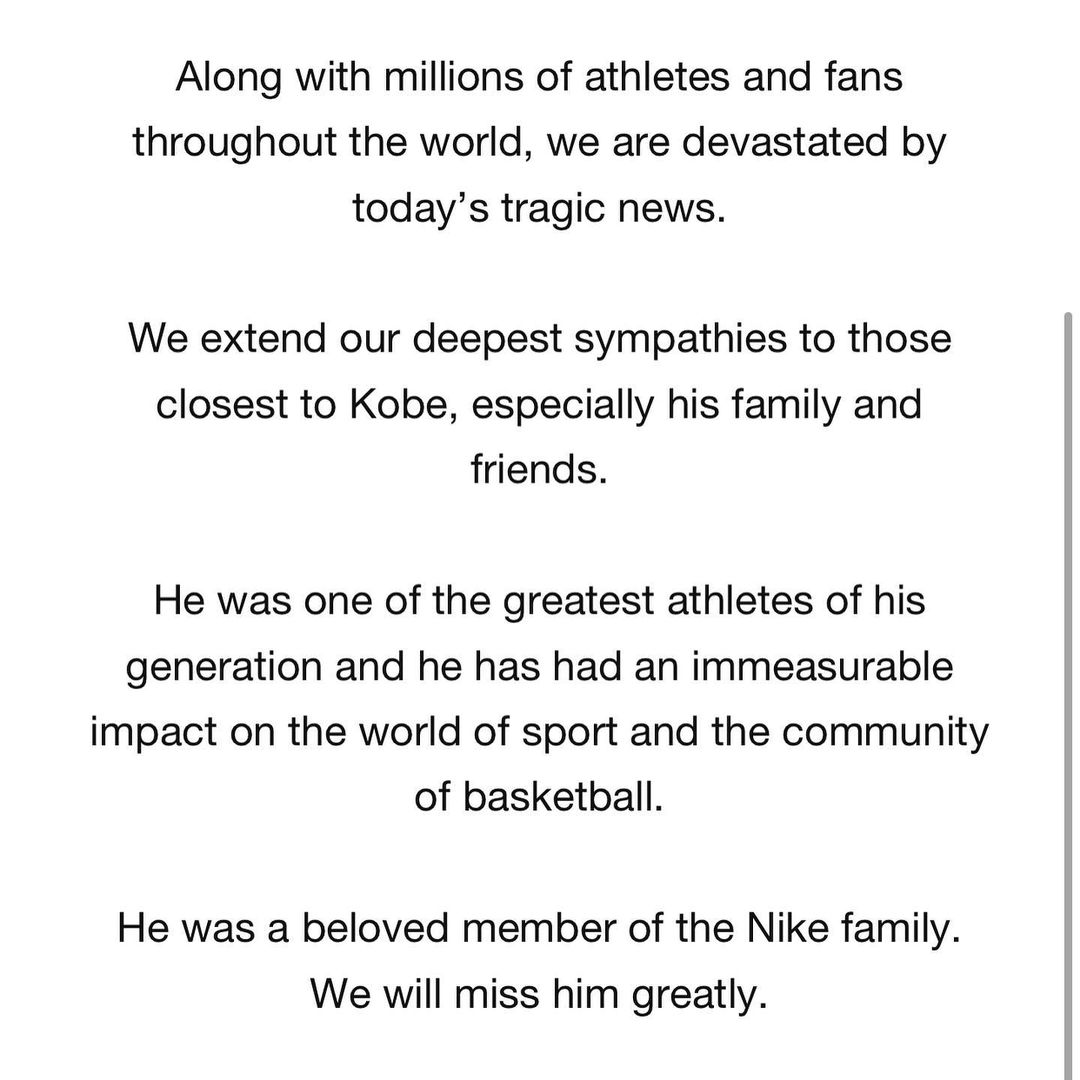 Along with millions of athletes and fans
throughout the world, we are devastated by
today’s tragic news.
We extend our deepest sympathies to those
closest to Kobe, especially his family and
friends.
He was one of the greatest athletes of his
generation and he has had an immeasurable
impact on the world of sport and the community
of basketball.
He was a beloved member of the Nike family.
We will miss him greatly.